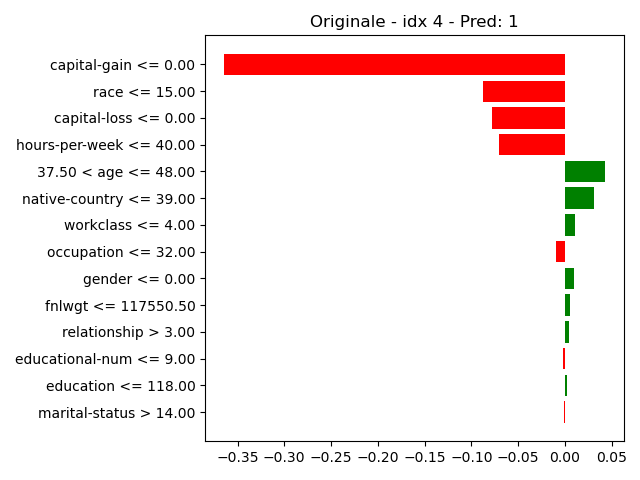 Originale - idx 4 - Pred: 1
capital-gain <= 0.00
race <= 15.00
capital-loss <= 0.00
hours-per-week <= 40.00
37.50 < age <= 48.00
native-country <= 39.00
workclass <= 4.00
occupation <= 32.00
gender <= 0.00
fnlwgt <= 117550.50
relationship > 3.00
educational-num <= 9.00
education <= 118.00
marital-status > 14.00
−0.35 −0.30 −0.25 −0.20 −0.15 −0.10 −0.05 0.00 0.05